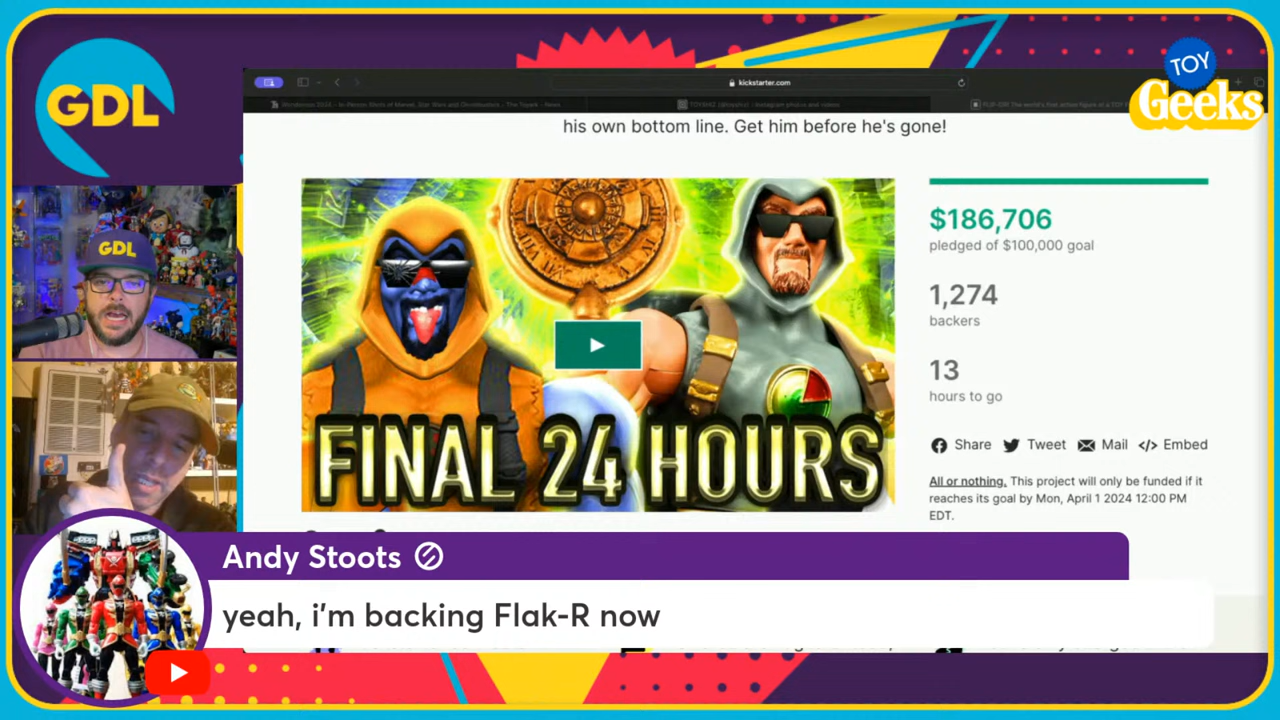 GDL
TOY
Geeks
kickstarter.com
his own bottom line. Get him before he's gone!
GDL
FINAL 24 HOURS
$186,706
pledged of $100,000 goal
1,274
backers
13
hours to go
Share Tweet Mail </> Embed
All or nothing. This project will only be funded if it
reaches its goal by Mon, April 1 2024 12:00 PM
EDT.
Andy Stoots
yeah, i'm backing Flak-R now